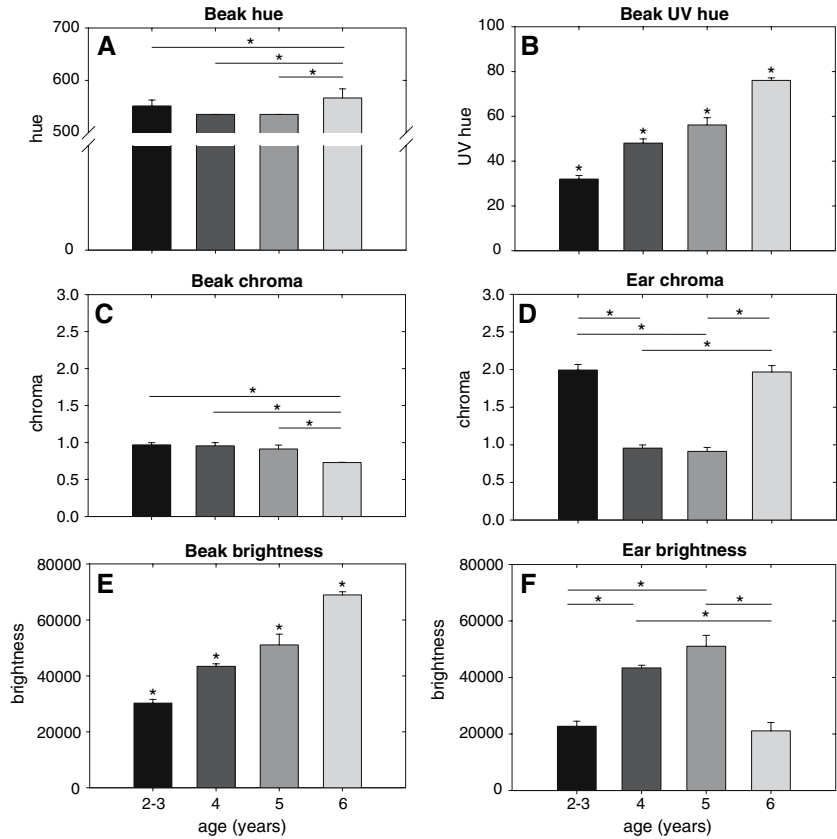 Beak hue
A
700
600
500
0
hue
*
*
*
Beak UV hue
B
100
80
60
40
20
0
UV hue
*
*
*
*
Beak chroma
C
3.0
2.5
2.0
1.5
1.0
0.5
0.0
chroma
*
*
*
Ear chroma
D
3.0
2.5
2.0
1.5
1.0
0.5
0.0
chroma
* *
*
*
Beak brightness
E
80000
60000
40000
20000
0
brightness
*
*
*
*
2-3 4 5 6
age (years)
Ear brightness
F
80000
60000
40000
20000
0
brightness
*
* *
*
2-3 4 5 6
age (years)